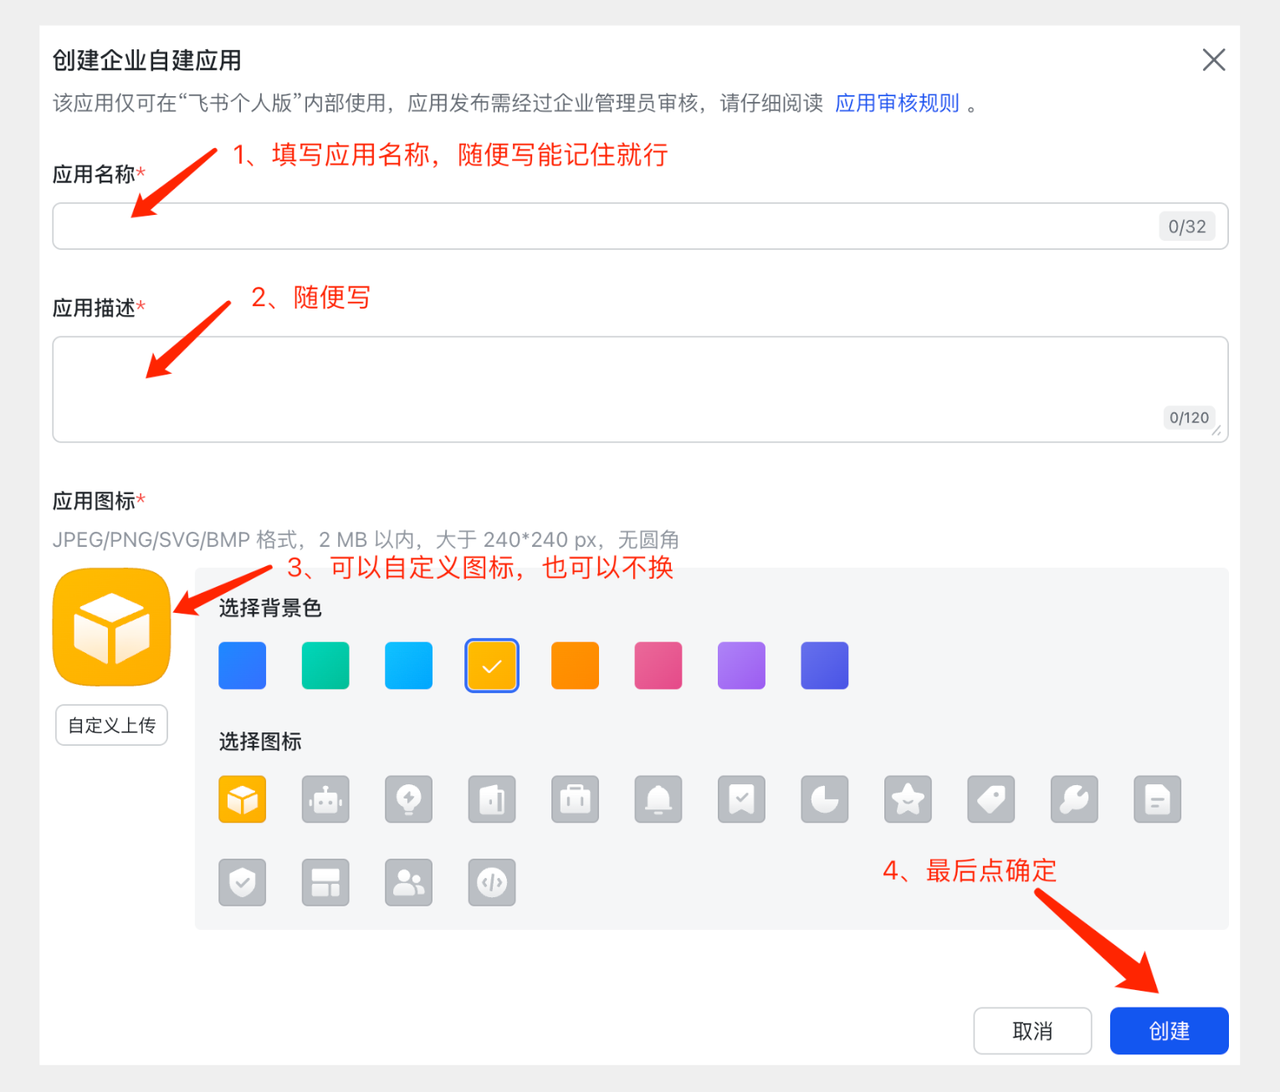 创建企业自建应用
该应用仅可在“飞书个人版”内部使用，应用发布需经过企业管理员审核，请仔细阅读 应用审核规则 。
1、填写应用名称，随便写能记住就行
应用名称*
0/32
2、随便写
应用描述*
0/120
应用图标*
JPEG/PNG/SVG/BMP 格式，2 MB 以内，大于 240*240 px，无圆角
3、可以自定义图标，也可以不换
选择背景色
自定义上传
选择图标
4、最后点确定
取消
创建